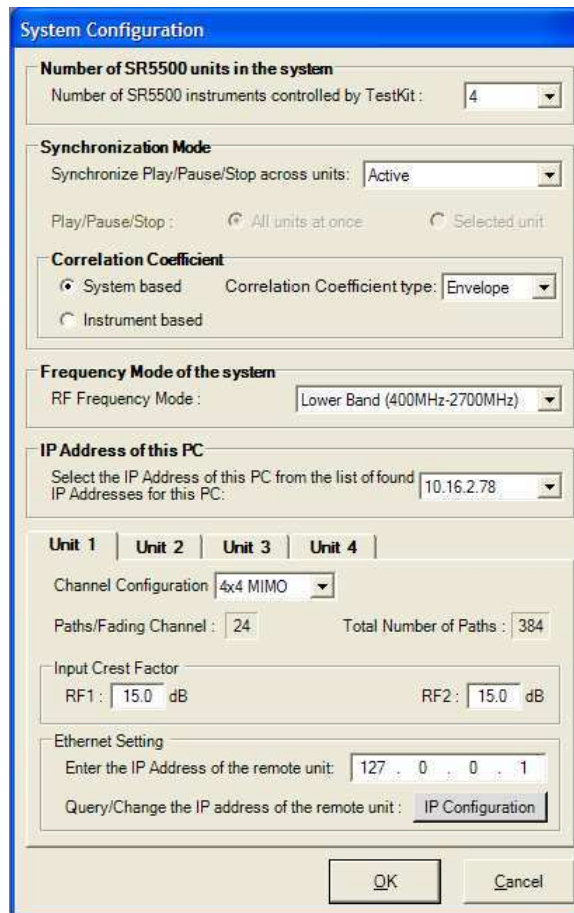 System Configuration
Number of SR5500 units in the system
Number of SR5500 instruments controlled by TestKit : 4
Synchronization Mode
Synchronize Play/Pause/Stop across units: Active
Play/Pause/Stop : All units at once Selected unit
Correlation Coefficient
System based Correlation Coefficient type: Envelope
Instrument based
Frequency Mode of the system
RF Frequency Mode : Lower Band (400MHz-2700MHz)
IP Address of this PC
Select the IP Address of this PC from the list of found
IP Addresses for this PC: 10.16.2.78
Unit 1 Unit 2 Unit 3 Unit 4
Channel Configuration 4x4 MIMO
Paths/Fading Channel : 24 Total Number of Paths : 384
Input Crest Factor
RF1 : 15.0 dB RF2 : 15.0 dB
Ethernet Setting
Enter the IP Address of the remote unit: 127 . 0 . 0 . 1
Query/Change the IP address of the remote unit : IP Configuration
OK Cancel